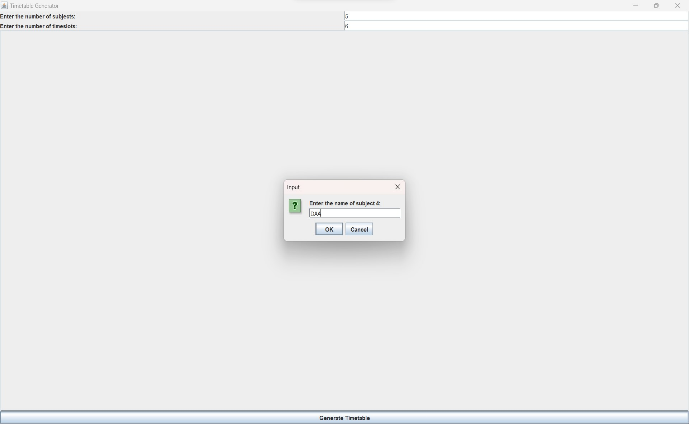 Timetable Generator
Enter the number of subjects:
5
Enter the number of timeslots:
6
Input
?
Enter the name of subject
DAA
OK
Cancel
Generate Timetable